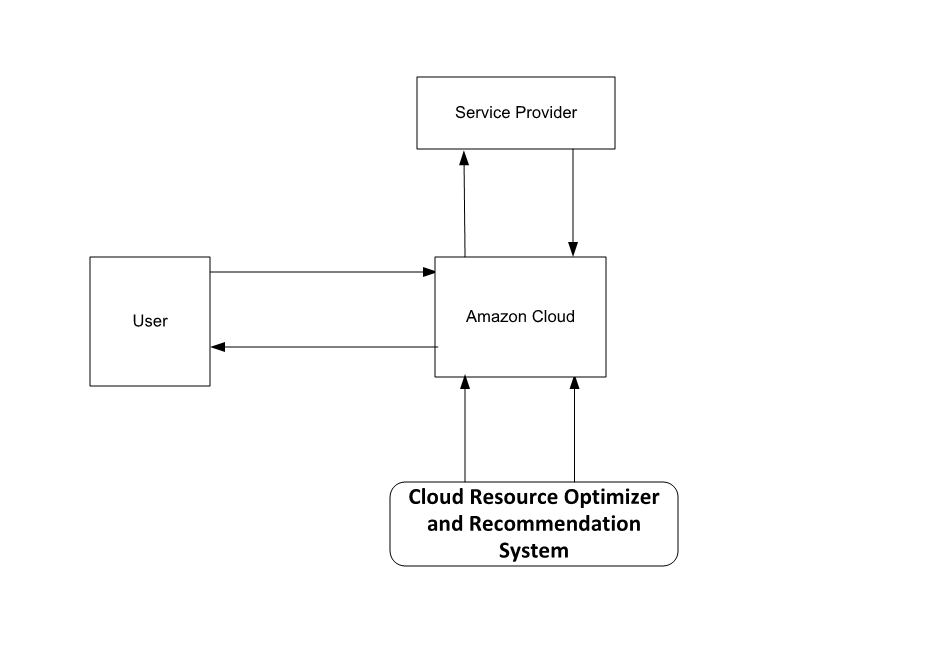 Service Provider
User
Amazon Cloud
Cloud Resource Optimizer
and Recommendation
System